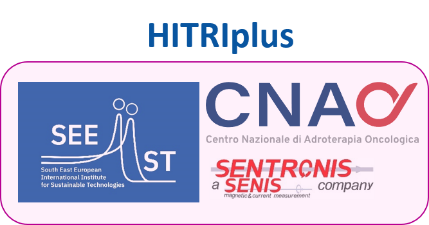 HITRIplus
SEE
IST
South East European
International Institute
for Sustainable Technologies
CNAO
Centro Nazionale di Adroterapia Oncologica
SENTRONIS
a SENIS company
magnetic & current measurement